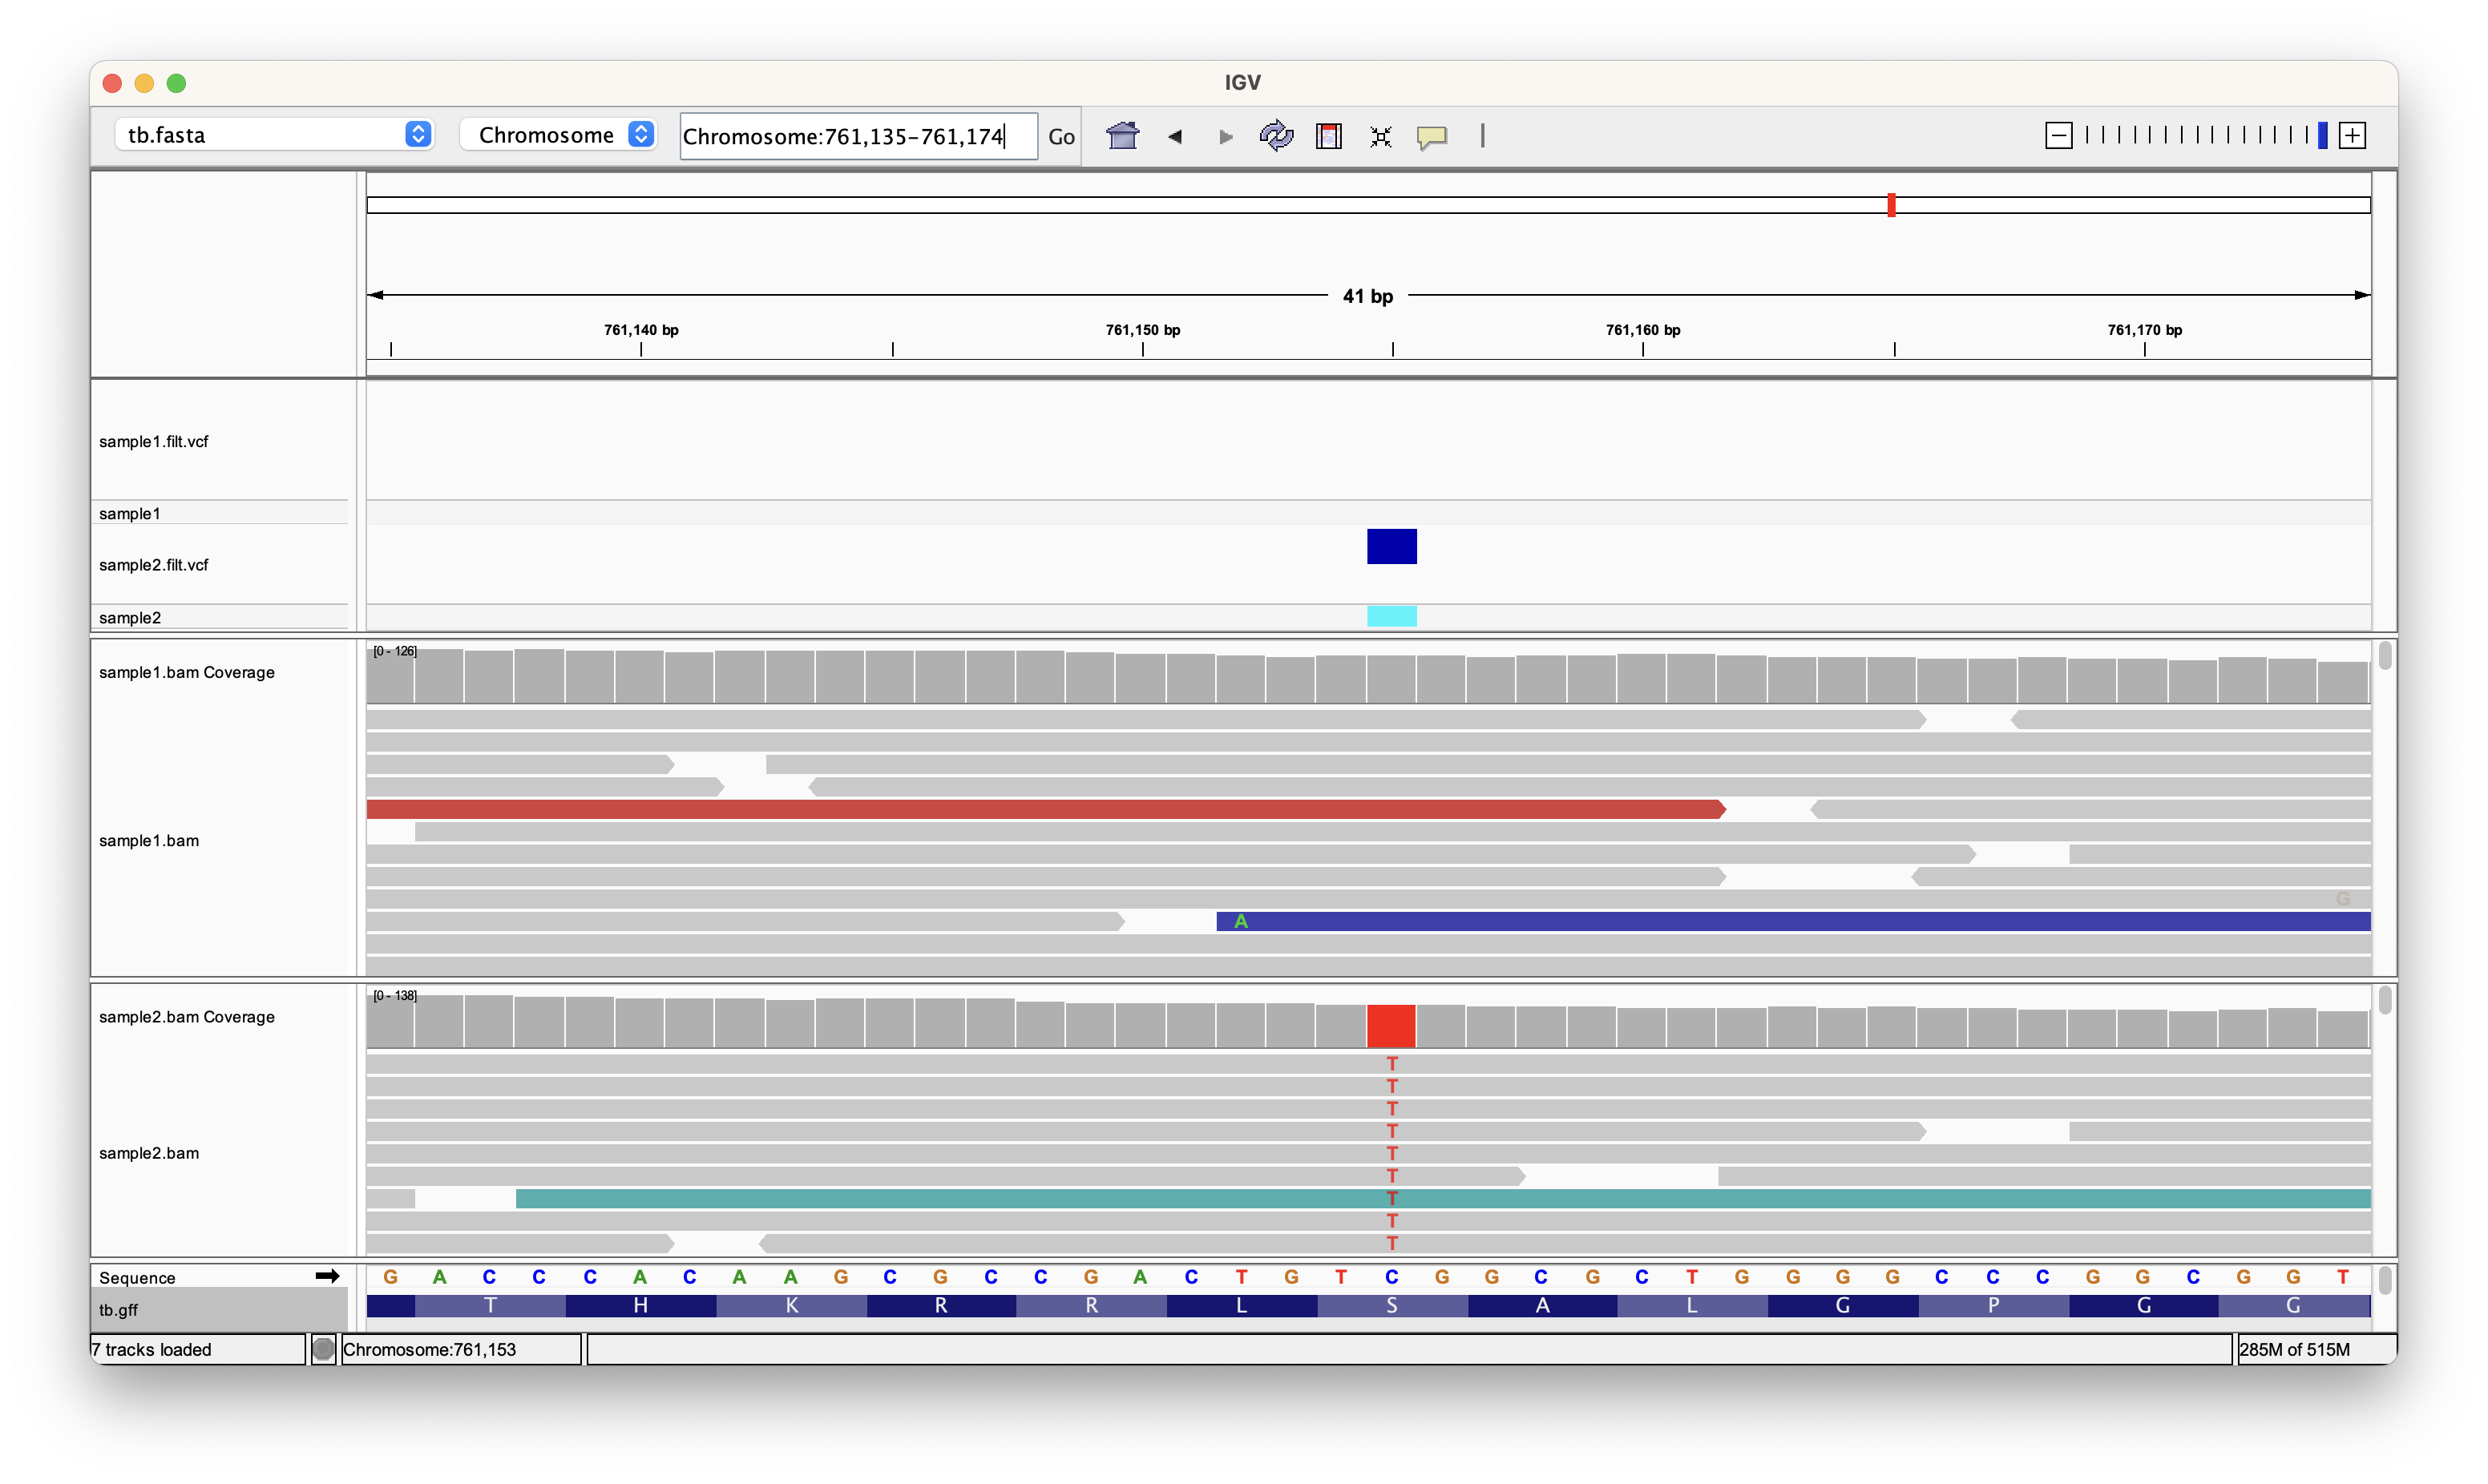 IGV
tb.fasta Chromosome Chromosome:761,135-761,174 Go
41 bp
761,140 bp 761,150 bp 761,160 bp 761,170 bp
sample1.filt.vcf
sample1
sample2.filt.vcf
sample2
[0 - 126]
sample1.bam Coverage
sample1.bam
G
A
[0 - 138]
sample2.bam Coverage
T
T
T
T
sample2.bam T
T
T
T
T
Sequence G A C C C A C A A G C G C C G A C T G T C G G C G C T G G G G C C C G G C G G T
tb.gff T H K R R L S A L G P G G
7 tracks loaded Chromosome:761,153 285M of 515M